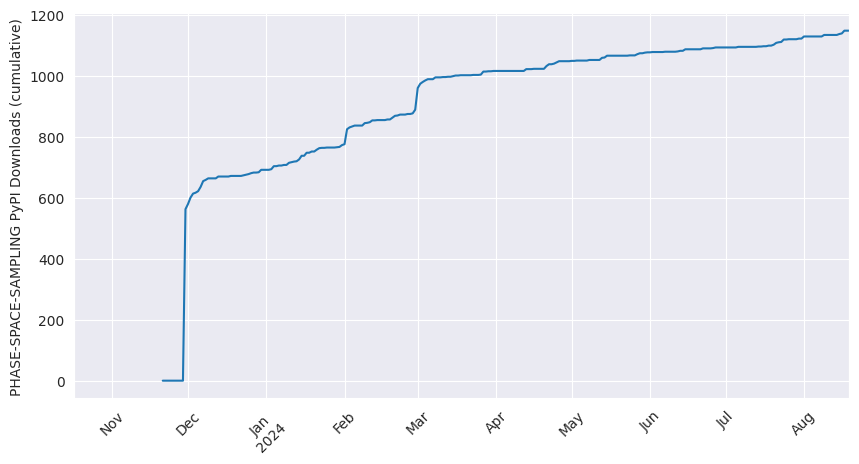 PHASE-SPACE-SAMPLING PyPI Downloads (cumulative)
1200
1000
800
600
400
200
0
Nov
Dec
Jan
2024
Feb
Mar
Apr
May
Jun
Jul
Aug